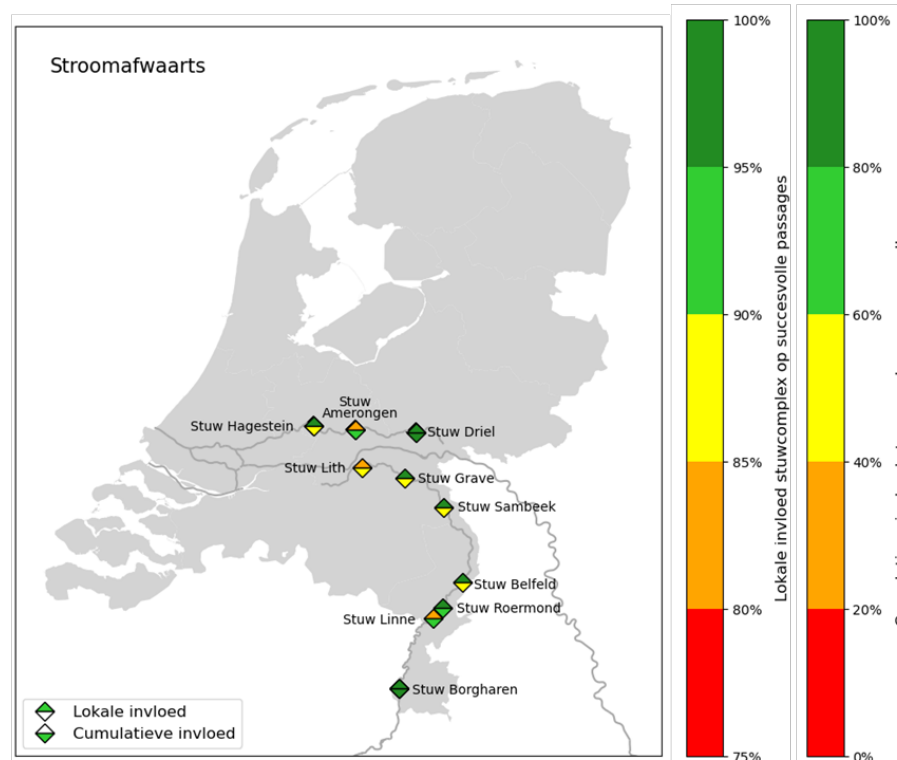 Stroomafwaarts
Stuw
Amerongen
Stuw Hagestein
Stuw Driel
Stuw Lith
Stuw Grave
Stuw Sambeek
Stuw Belfeld
Stuw Roermond
Stuw Linne
Stuw Borgharen
Lokale invloed
Cumulatieve invloed
100%
95%
90%
85%
80%
75%
Lokale invloed stuwcomplex op succesvolle passages
100%
80%
60%
40%
20%
0%